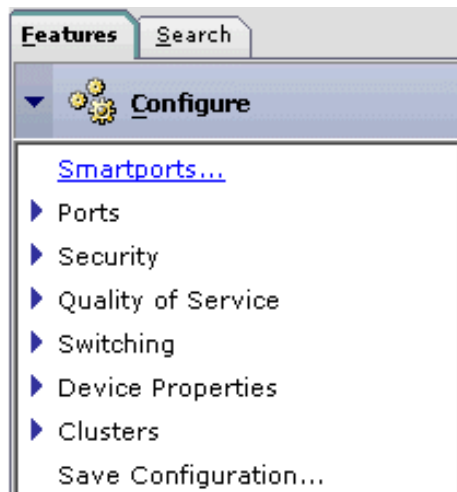 Features Search
Configure
Smartports...
Ports
Security
Quality of Service
Switching
Device Properties
Clusters
Save Configuration...